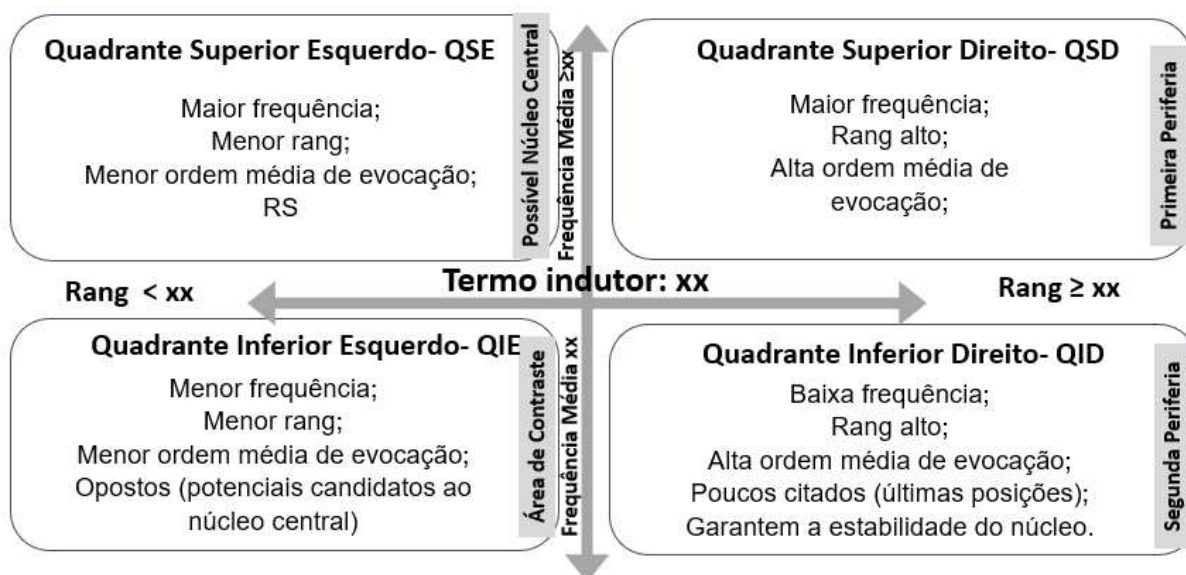 Quadrante Superior Esquerdo- QSE
Maior frequência;
Menor rang;
Menor ordem média de evocação;
RS
Possível Núcleo Central
Frequência Média ≥xx
Quadrante Superior Direito- QSD
Maior frequência;
Rang alto;
Alta ordem média de
evocação;
Primeira Periferia
Rang < xx
Termo indutor: xx
Rang ≥ xx
Quadrante Inferior Esquerdo- QIE
Menor frequência;
Menor rang;
Menor ordem média de evocação;
Opostos (potenciais candidatos ao
núcleo central)
Área de Contraste
Frequência Média xx
Quadrante Inferior Direito- QID
Baixa frequência;
Rang alto;
Alta ordem média de evocação;
Poucos citados (últimas posições);
Garantem a estabilidade do núcleo.
Segunda Periferia